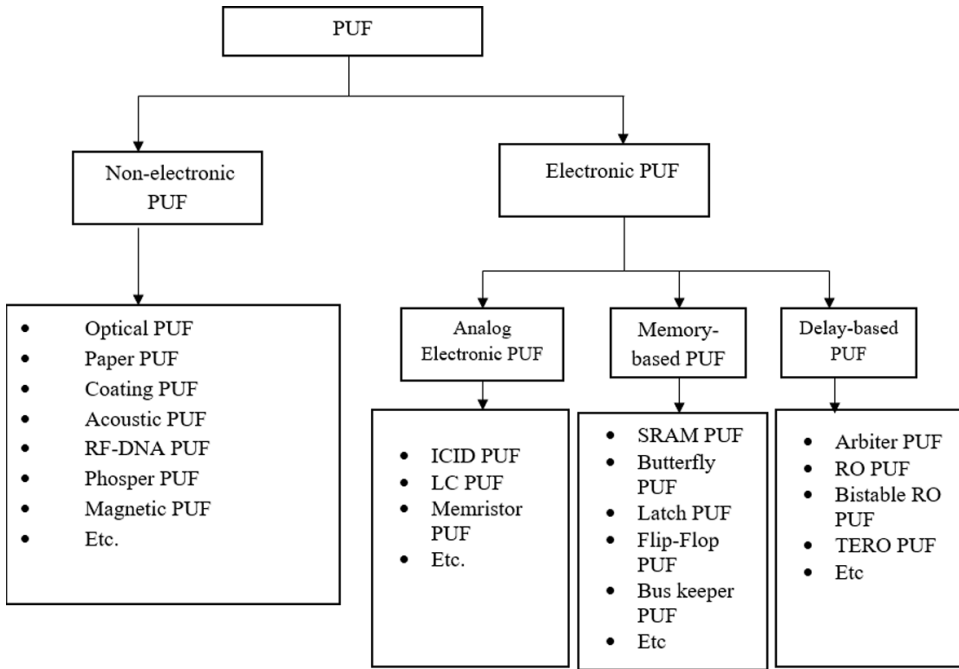 PUF
Non-electronic
PUF
Electronic PUF
• Optical PUF
• Paper PUF
• Coating PUF
• Acoustic PUF
• RF-DNA PUF
• Phosper PUF
• Magnetic PUF
• Etc.
Analog
Electronic PUF
Memory-
based PUF
Delay-based
PUF
• ICID PUF
• LC PUF
• Memristor
PUF
• Etc.
• SRAM PUF
• Butterfly
PUF
• Latch PUF
• Flip-Flop
PUF
• Bus keeper
PUF
• Etc
• Arbiter PUF
• RO PUF
• Bistable RO
PUF
• TERO PUF
• Etc